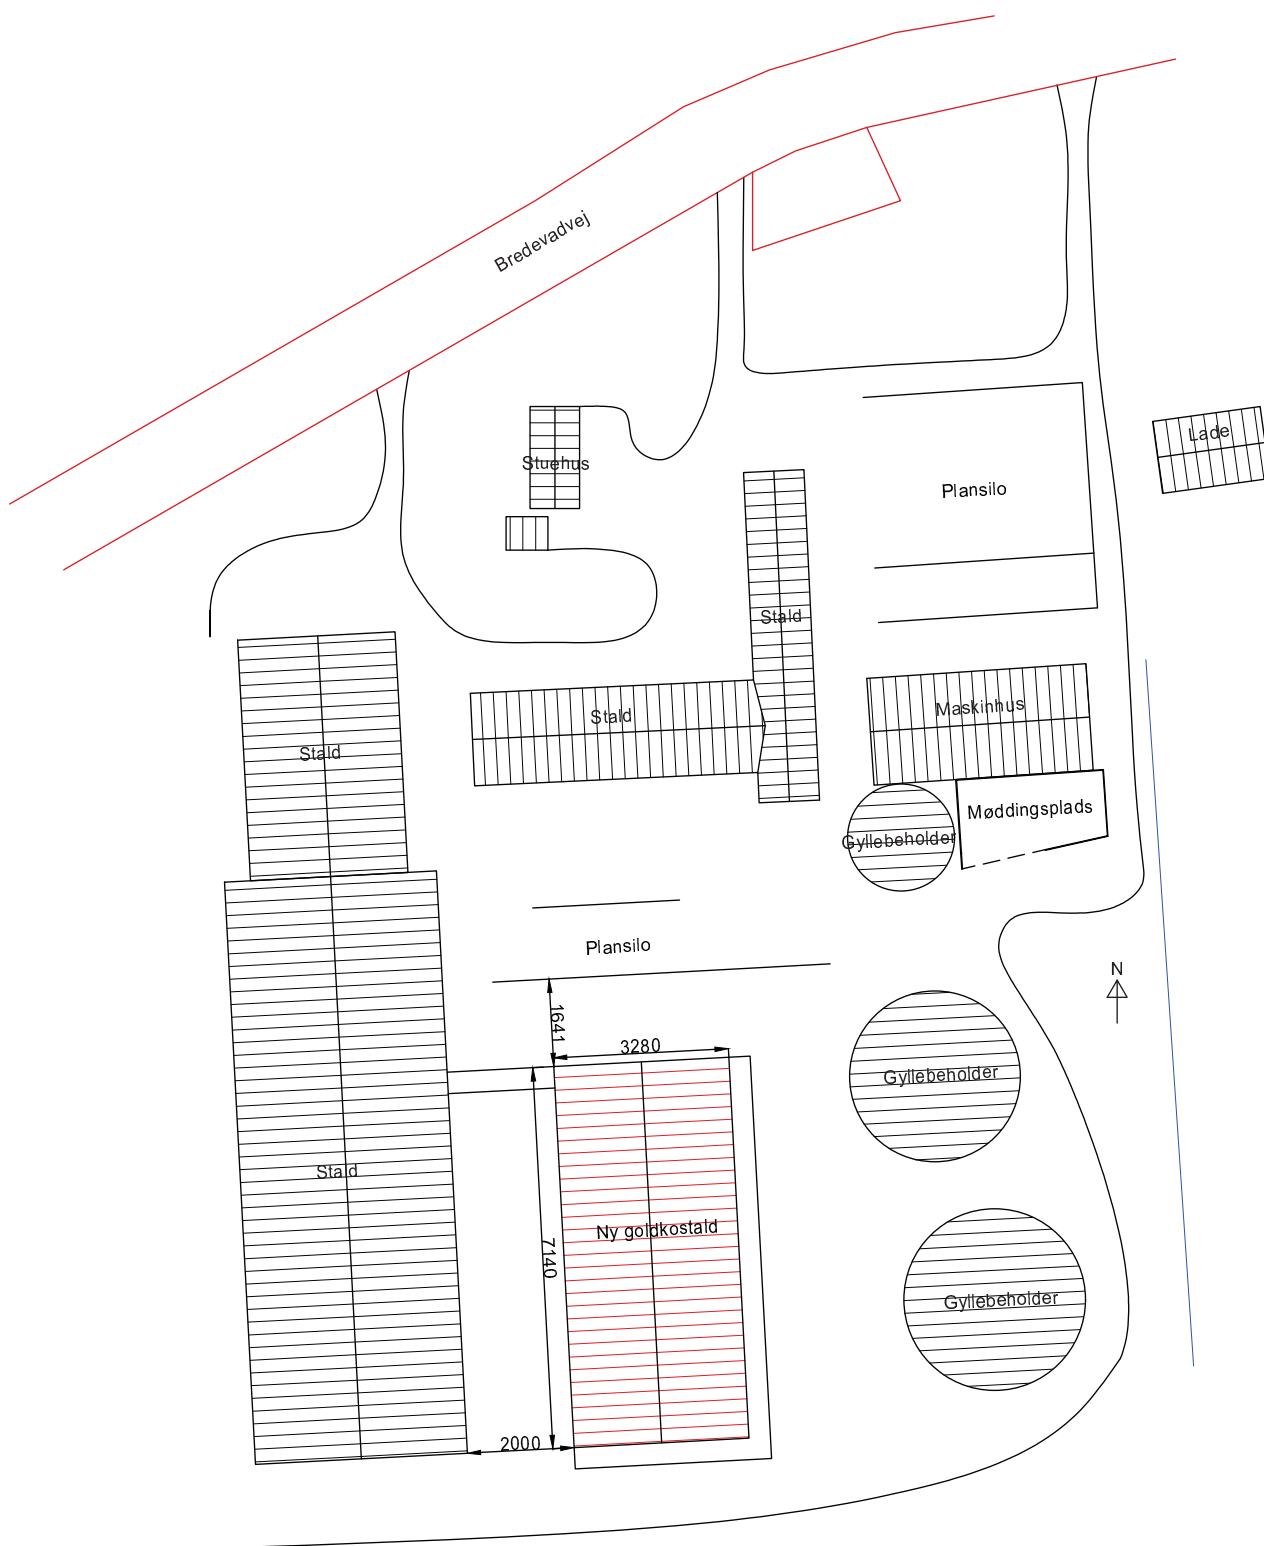 Bredevadvej
Lade
Stuehus
Plansilo
Stald
Maskinhus
Stald
Stald
Møddingsplads
Gyllebeholder
Plansilo
N
1641
3280
Gyllebeholder
Stald
Ny goldkostald
7140
Gyllebeholder
2000